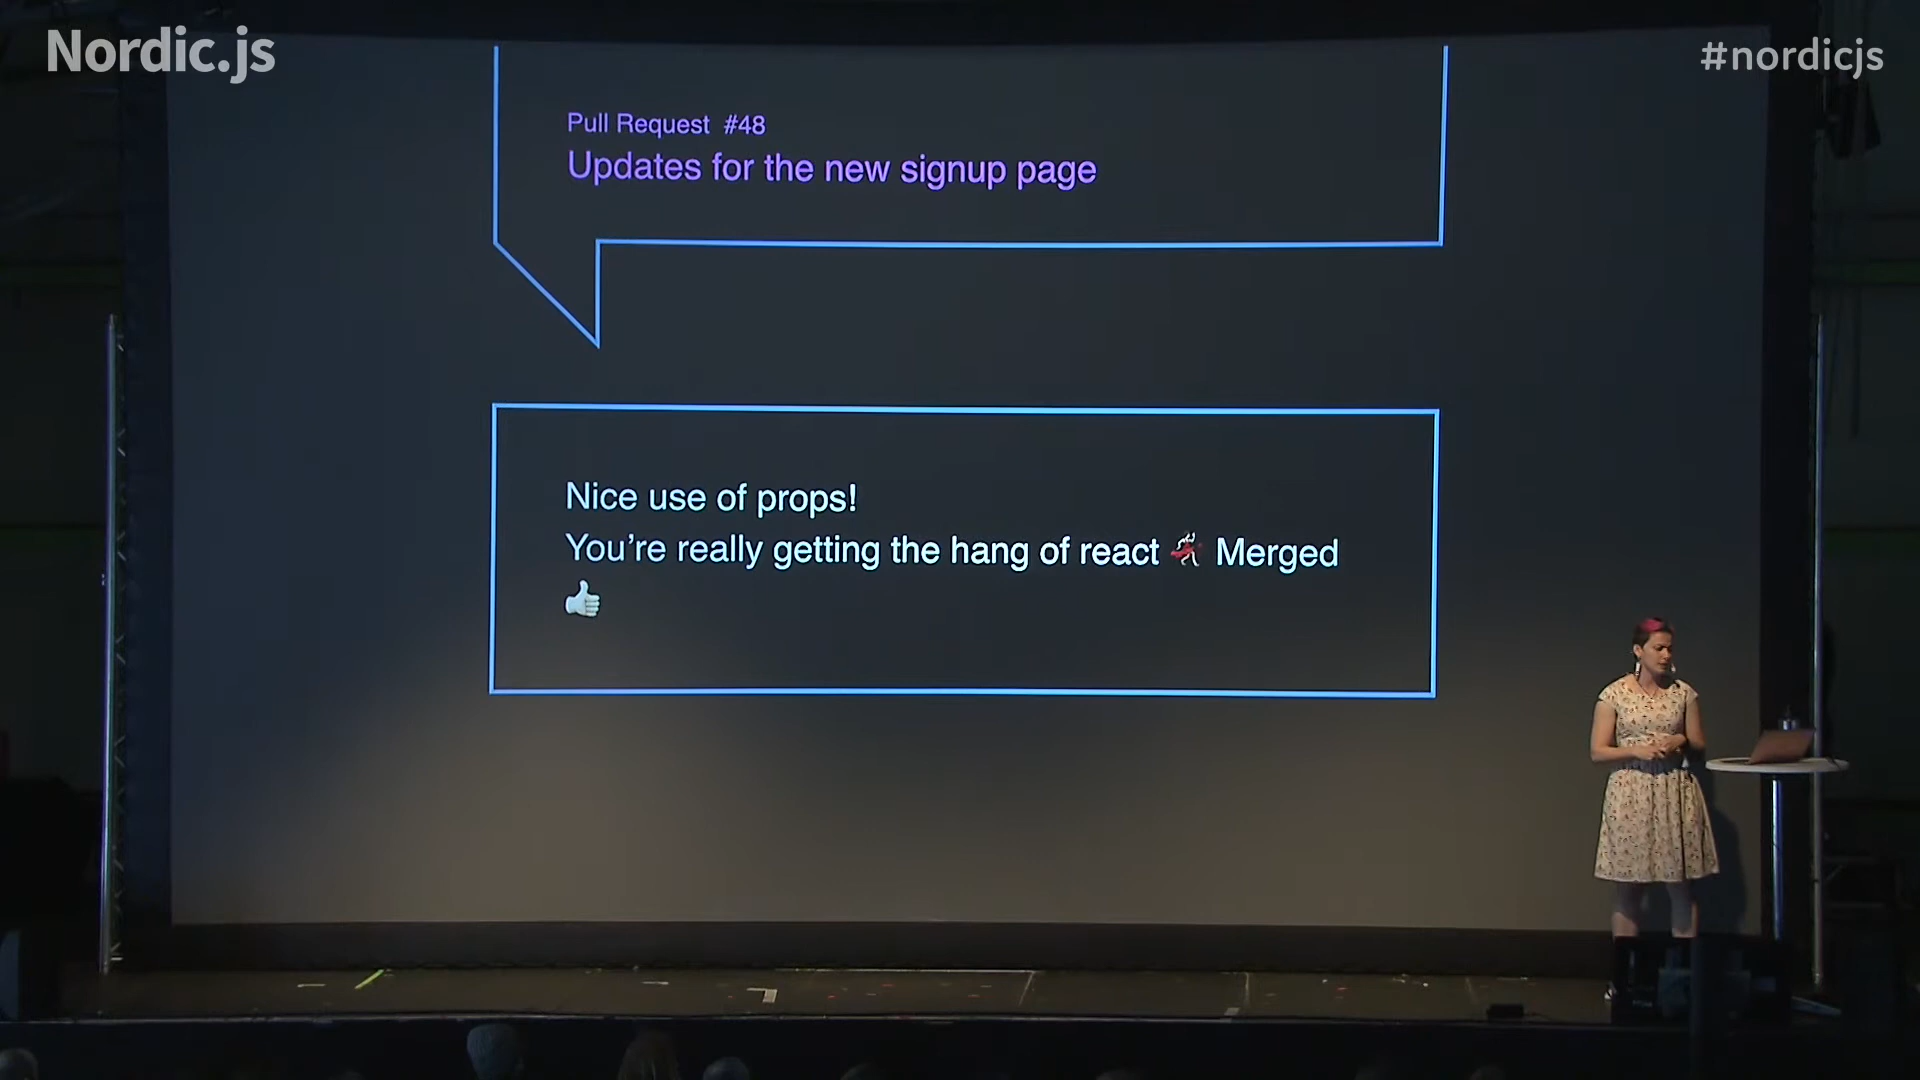 Nordic.js
#nordicjs
Pull Request #48
Updates for the new signup page
Nice use of props!
You're really getting the hang of react 💃 Merged
👍